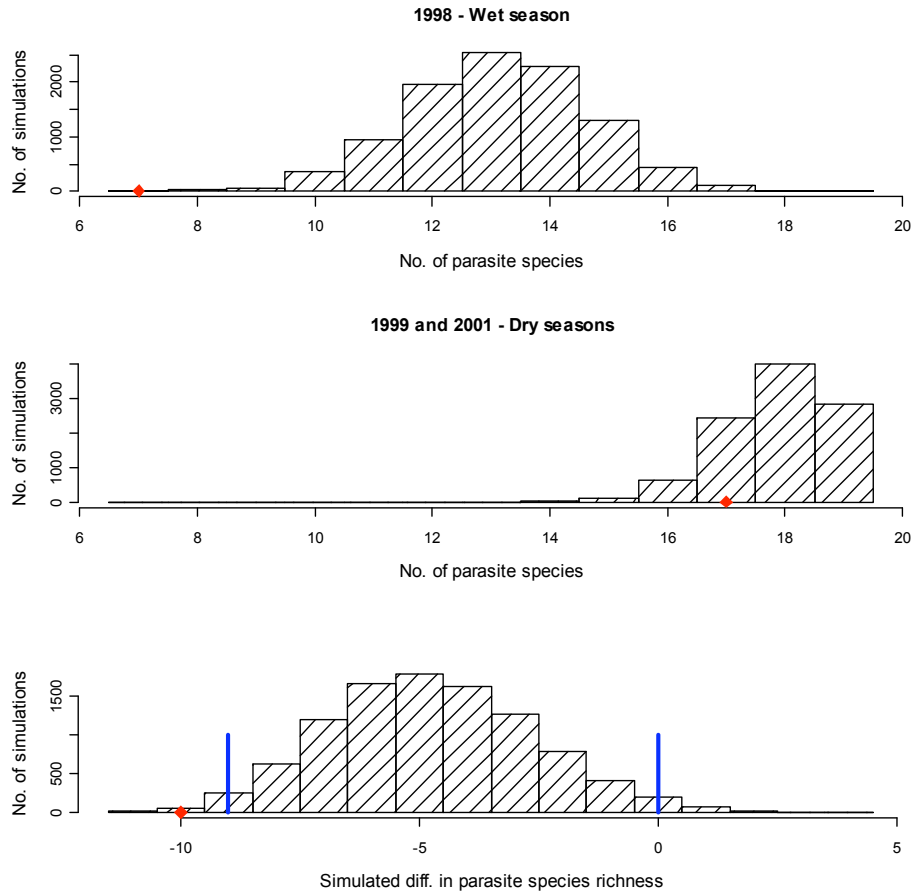 1998 - Wet season
No. of simulations
0 1000 2000
6 8 10 12 14 16 18 20
No. of parasite species
1999 and 2001 - Dry seasons
No. of simulations
0 1000 3000
6 8 10 12 14 16 18 20
No. of parasite species
No. of simulations
0 500 1500
-10 -5 0 5
Simulated diff. in parasite species richness